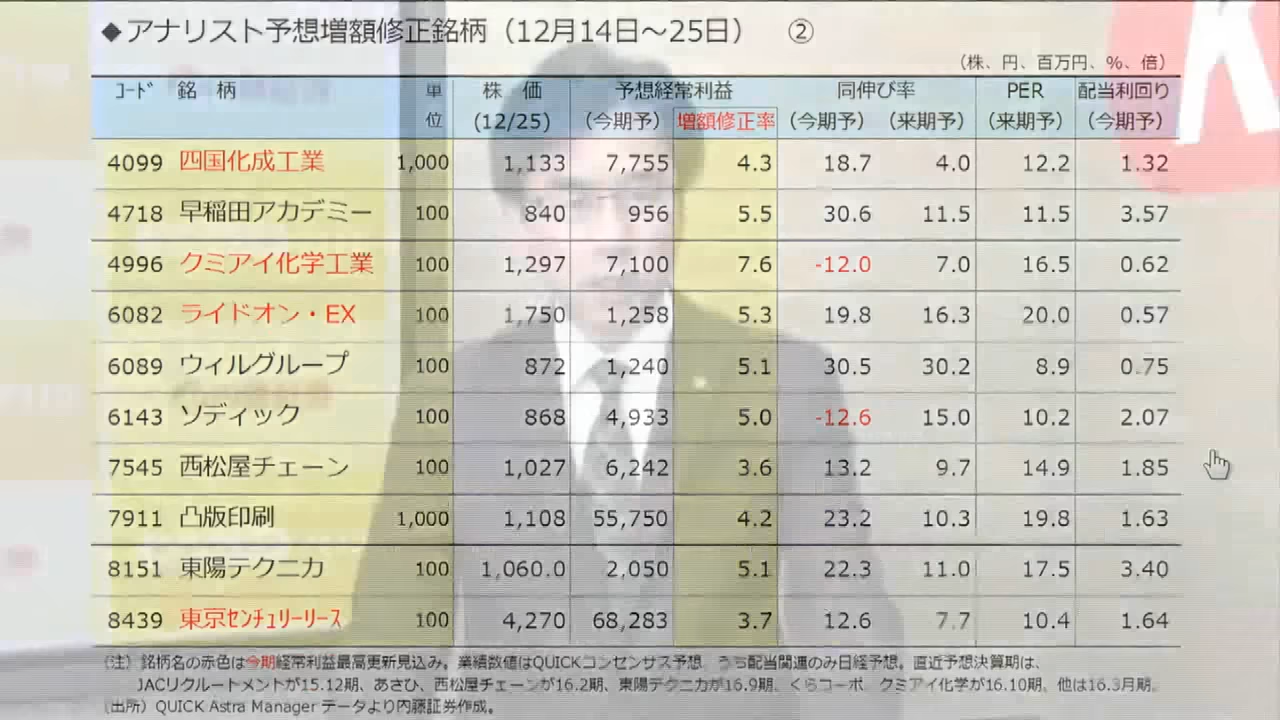 ◆アナリスト予想増額修正銘柄（12月14日～25日）　②
（株、円、百万円、%、倍）
ｺｰﾄﾞ 銘 柄 単位 株 価 (12/25) 予想経常利益 (今期予) 増額修正率 同伸び率 (今期予) (来期予) PER (来期予) 配当利回り (今期予)
4099 四国化成工業 1,000 1,133 7,755 4.3 18.7 4.0 12.2 1.32
4718 早稲田アカデミー 100 840 956 5.5 30.6 11.5 11.5 3.57
4996 クミアイ化学工業 100 1,297 7,100 7.6 -12.0 7.0 16.5 0.62
6082 ライドオン・EX 100 1,750 1,258 5.3 19.8 16.3 20.0 0.57
6089 ウィルグループ 100 872 1,240 5.1 30.5 30.2 8.9 0.75
6143 ソディック 100 868 4,933 5.0 -12.6 15.0 10.2 2.07
7545 西松屋チェーン 100 1,027 6,242 3.6 13.2 9.7 14.9 1.85
7911 凸版印刷 1,000 1,108 55,750 4.2 23.2 10.3 19.8 1.63
8151 東陽テクニカ 100 1,060.0 2,050 5.1 22.3 11.0 17.5 3.40
8439 東京ｾﾝﾁｭﾘｰﾘｰｽ 100 4,270 68,283 3.7 12.6 7.7 10.4 1.64
（注）銘柄名の赤色は今期経常利益最高更新見込み。業績数値はQUICKコンセンサス予想、うち配当関連のみ日経予想。直近予想決算期は、
JACリクルートメントが15.12期、あさひ、西松屋チェーンが16.2期、東陽テクニカが16.9期、くらコーポ、クミアイ化学が16.10期、他は16.3月期。
（出所）QUICK Astra Manager データより内藤証券作成。